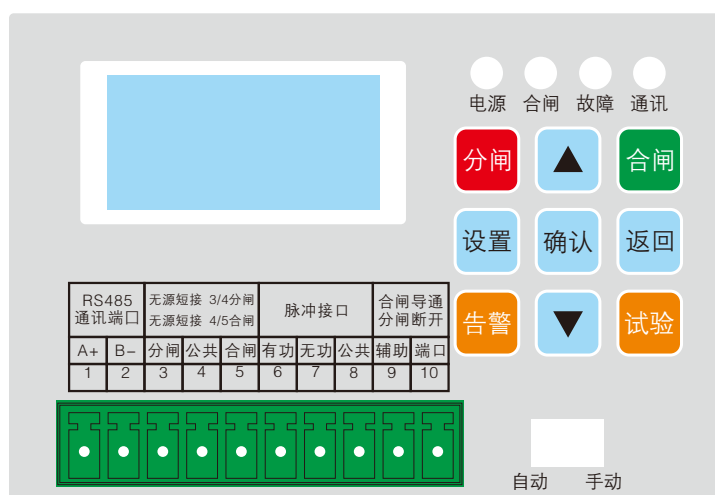 电源 合闸 故障 通讯
分闸 ▲ 合闸
设置 确认 返回
告警 ▼ 试验
RS485 通讯端口
无源短接 3/4分闸
无源短接 4/5合闸
脉冲接口
合闸导通
分闸断开
A+ B- 分闸 公共 合闸 有功 无功 公共 辅助 端口
1 2 3 4 5 6 7 8 9 10
自动 手动